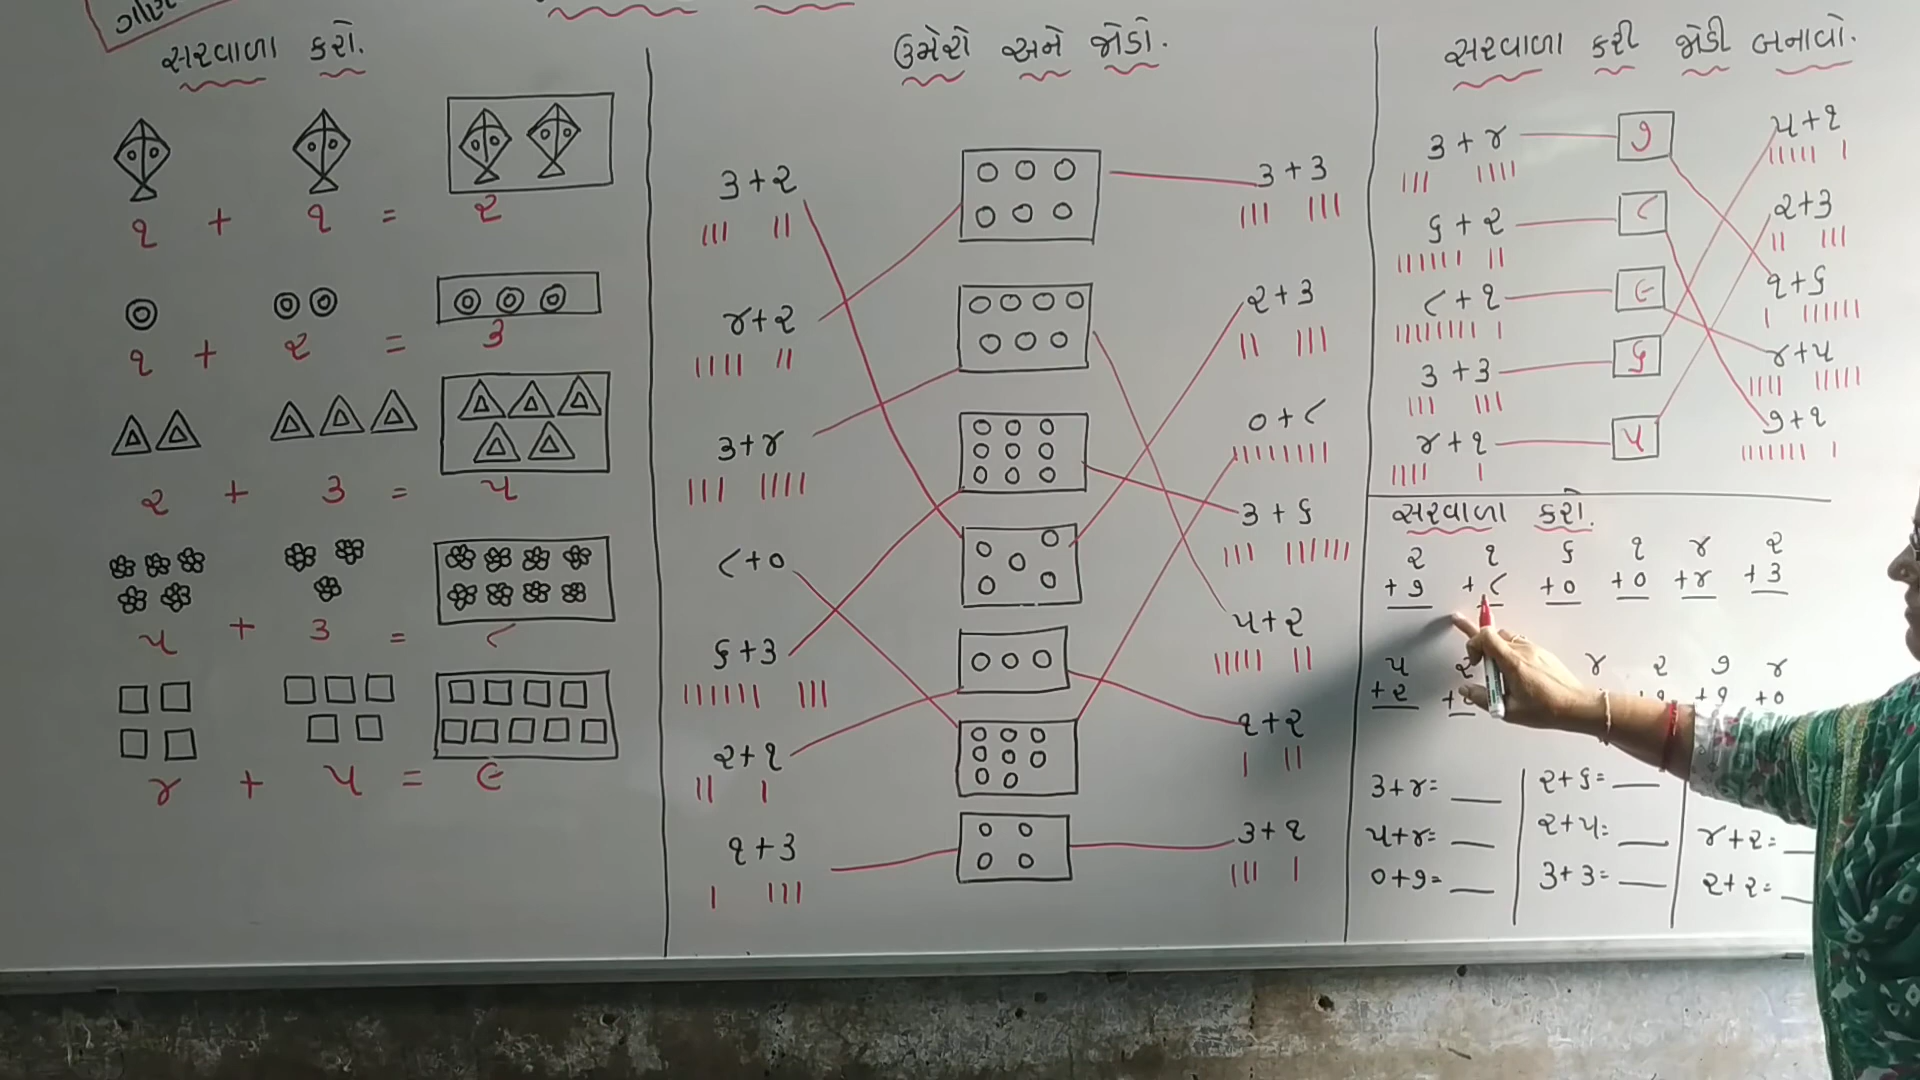 સરવાળા કરો.
૧ + ૧ = ૨
૧ + ૨ = ૩
૨ + ૩ = ૫
૫ + ૩ = ૮
૪ + ૫ = ૯
ઉમેરો અને જોડો.
૩+૨ ૩+૩
૪+૨ ૨+૩
૩+૪ ૦+૮
૮+૦ ૩+૬
૬+૩ ૫+૨
૨+૧ ૧+૨
૧+૩ ૩+૧
સરવાળા કરી જોડી બનાવો.
૩+૪ ૭ ૫+૧
૬+૨ ૮ ૨+૩
૮+૧ ૯ ૧+૬
૩+૩ ૬ ૪+૫
૪+૧ ૫ ૭+૧
સરવાળા કરો.
૨ ૧ ૬ ૧ ૪ ૨
+૭ +૮ +૦ +૦ +૪ +૩
૫ ૨ ૪ ૨ ૭ ૪
+૨ +૧ +૦
૩+૪= ૨+૬=
૫+૪= ૨+૫= ૪+૨=
૦+૭= ૩+૩= ૨+૨=